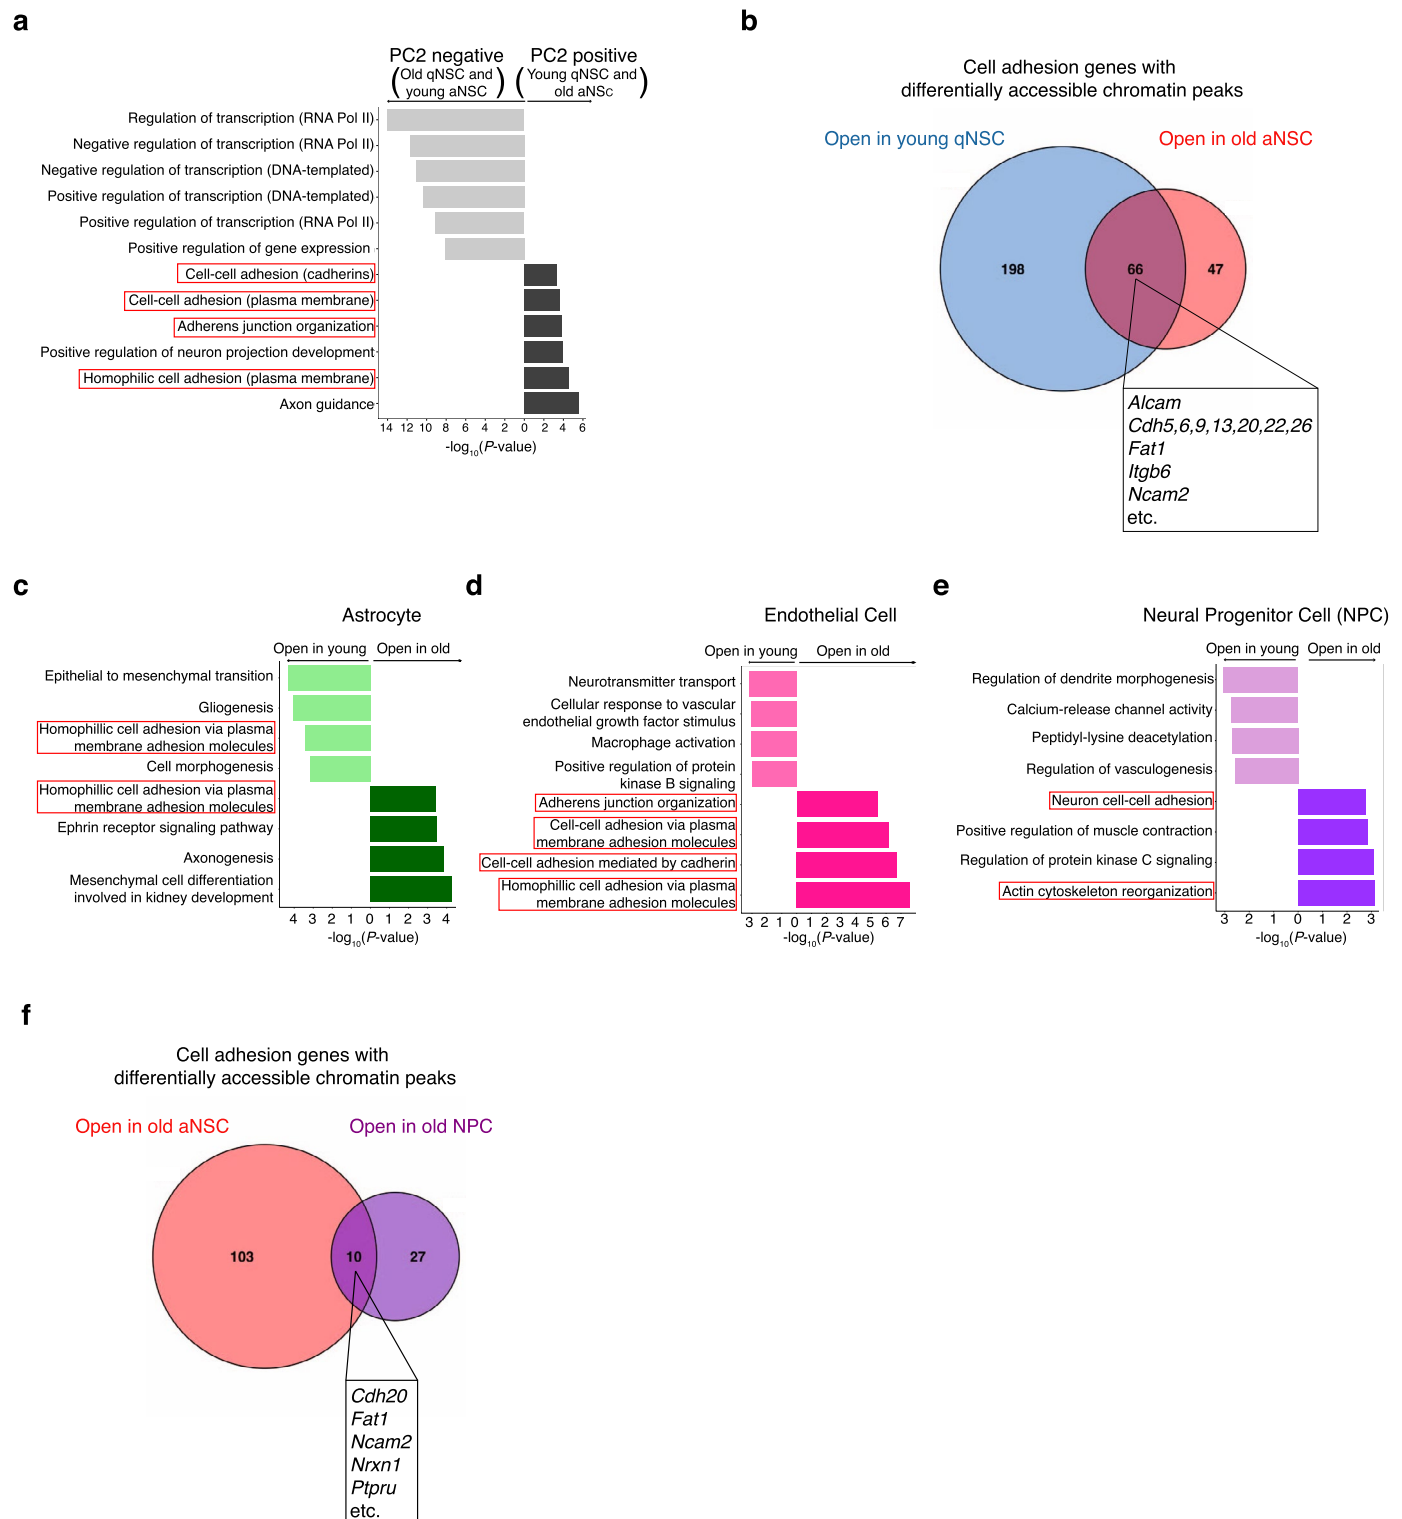 a
PC2 negative
(Old qNSC and
young aNSC)
PC2 positive
(Young qNSC and
old aNSC)
Regulation of transcription (RNA Pol II)
Negative regulation of transcription (RNA Pol II)
Negative regulation of transcription (DNA-templated)
Positive regulation of transcription (DNA-templated)
Positive regulation of transcription (RNA Pol II)
Positive regulation of gene expression
Cell-cell adhesion (cadherins)
Cell-cell adhesion (plasma membrane)
Adherens junction organization
Positive regulation of neuron projection development
Homophilic cell adhesion (plasma membrane)
Axon guidance
14 12 10 8 6 4 2 0 2 4 6
-log10(P-value)
b
Cell adhesion genes with
differentially accessible chromatin peaks
Open in young qNSC
Open in old aNSC
198
66
47
Alcam
Cdh5,6,9,13,20,22,26
Fat1
Itgb6
Ncam2
etc.
c
Astrocyte
Open in young
Open in old
Epithelial to mesenchymal transition
Gliogenesis
Homophillic cell adhesion via plasma
membrane adhesion molecules
Cell morphogenesis
Homophillic cell adhesion via plasma
membrane adhesion molecules
Ephrin receptor signaling pathway
Axonogenesis
Mesenchymal cell differentiation
involved in kidney development
4 3 2 1 0 1 2 3 4
-log10(P-value)
d
Endothelial Cell
Open in young
Open in old
Neurotransmitter transport
Cellular response to vascular
endothelial growth factor stimulus
Macrophage activation
Positive regulation of protein
kinase B signaling
Adherens junction organization
Cell-cell adhesion via plasma
membrane adhesion molecules
Cell-cell adhesion mediated by cadherin
Homophillic cell adhesion via plasma
membrane adhesion molecules
3 2 1 0 1 2 3 4 5 6 7
-log10(P-value)
e
Neural Progenitor Cell (NPC)
Open in young
Open in old
Regulation of dendrite morphogenesis
Calcium-release channel activity
Peptidyl-lysine deacetylation
Regulation of vasculogenesis
Neuron cell-cell adhesion
Positive regulation of muscle contraction
Regulation of protein kinase C signaling
Actin cytoskeleton reorganization
3 2 1 0 1 2 3
-log10(P-value)
f
Cell adhesion genes with
differentially accessible chromatin peaks
Open in old aNSC
Open in old NPC
103
10
27
Cdh20
Fat1
Ncam2
Nrxn1
Ptpru
etc.